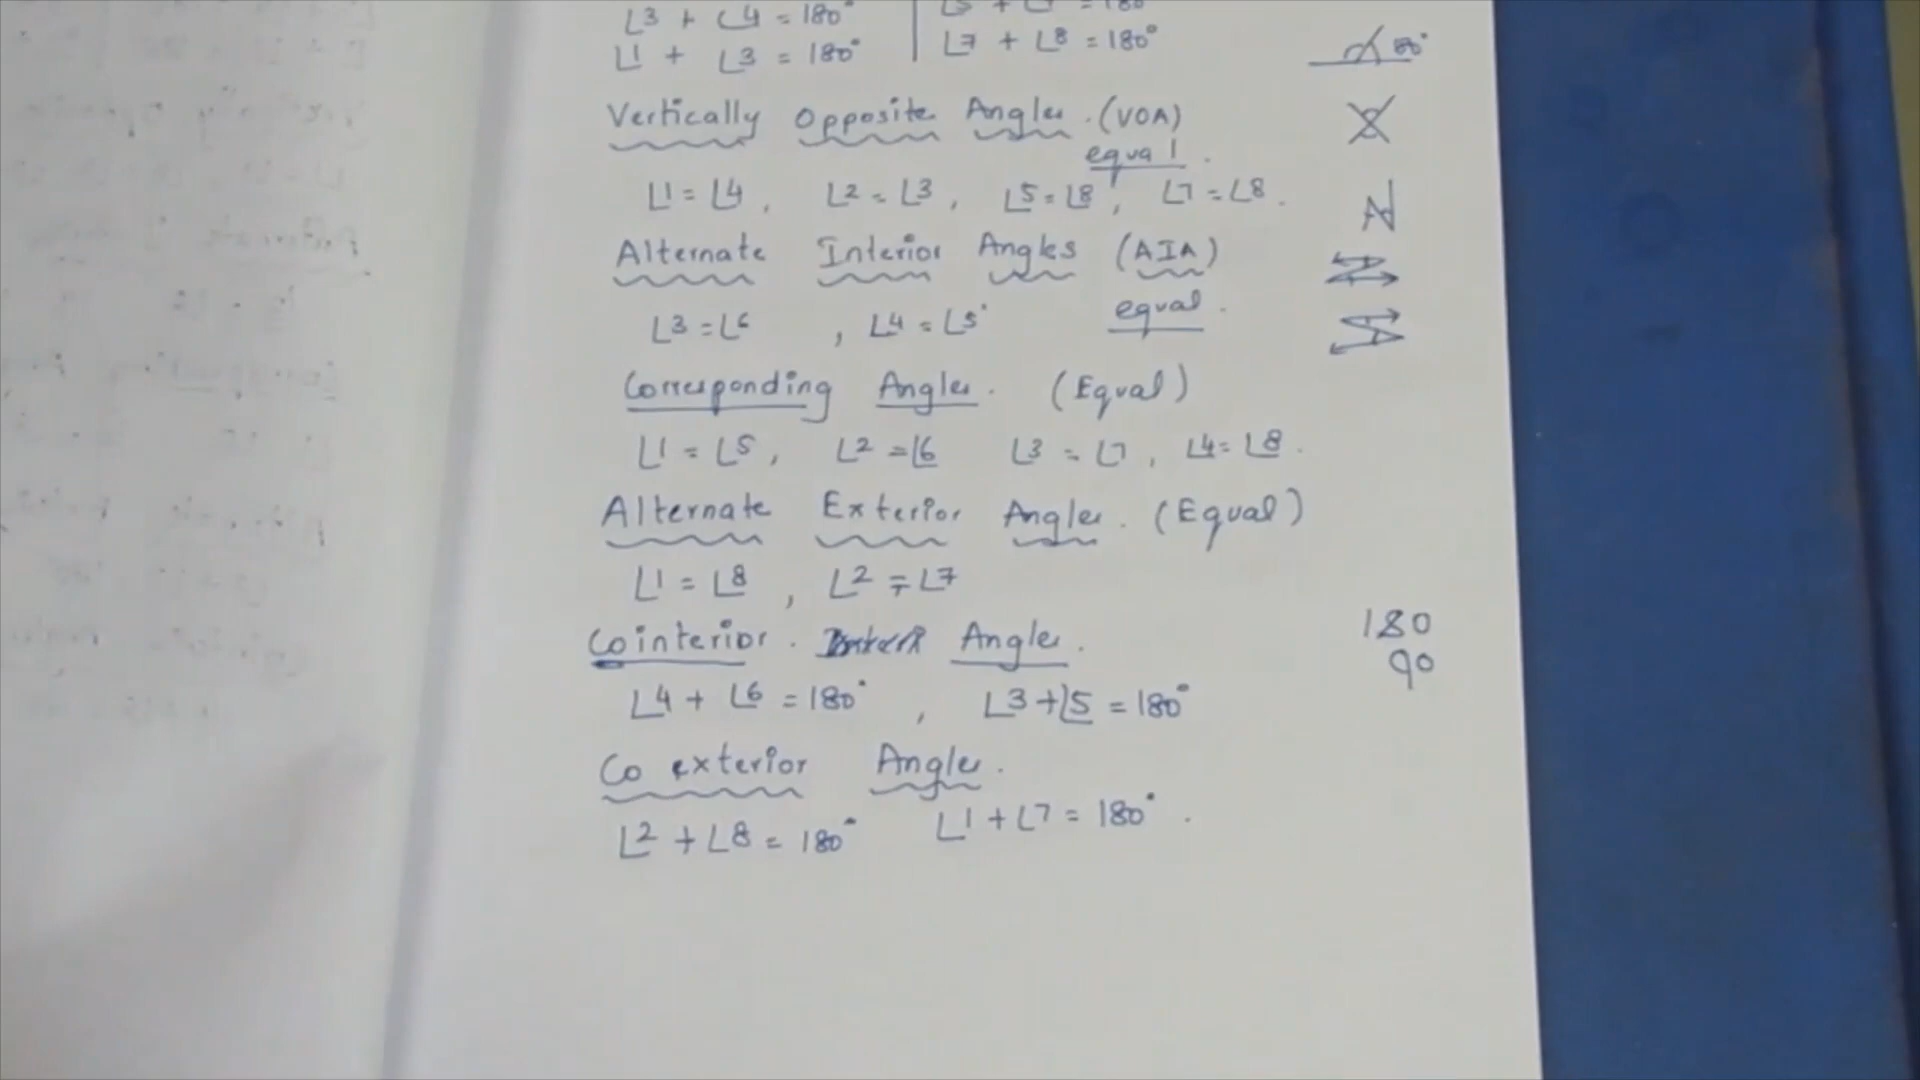 ∠3 + ∠4 = 180°
∠1 + ∠3 = 180°
∠7 + ∠8 = 180°
Vertically Opposite Angles. (VOA)
equal.
∠1 = ∠4, ∠2 = ∠3, ∠5 = ∠8, ∠7 = ∠8.
Alternate Interior Angles (AIA)
equal.
∠3 = ∠6, ∠4 = ∠5
Corresponding Angles. (Equal)
∠1 = ∠5, ∠2 = ∠6 ∠3 = ∠7, ∠4 = ∠8.
Alternate Exterior Angles. (Equal)
∠1 = ∠8, ∠2 = ∠7
Cointerior. Angles.
180
90
∠4 + ∠6 = 180°, ∠3 + ∠5 = 180°
Co exterior Angles.
∠2 + ∠8 = 180° ∠1 + ∠7 = 180°.